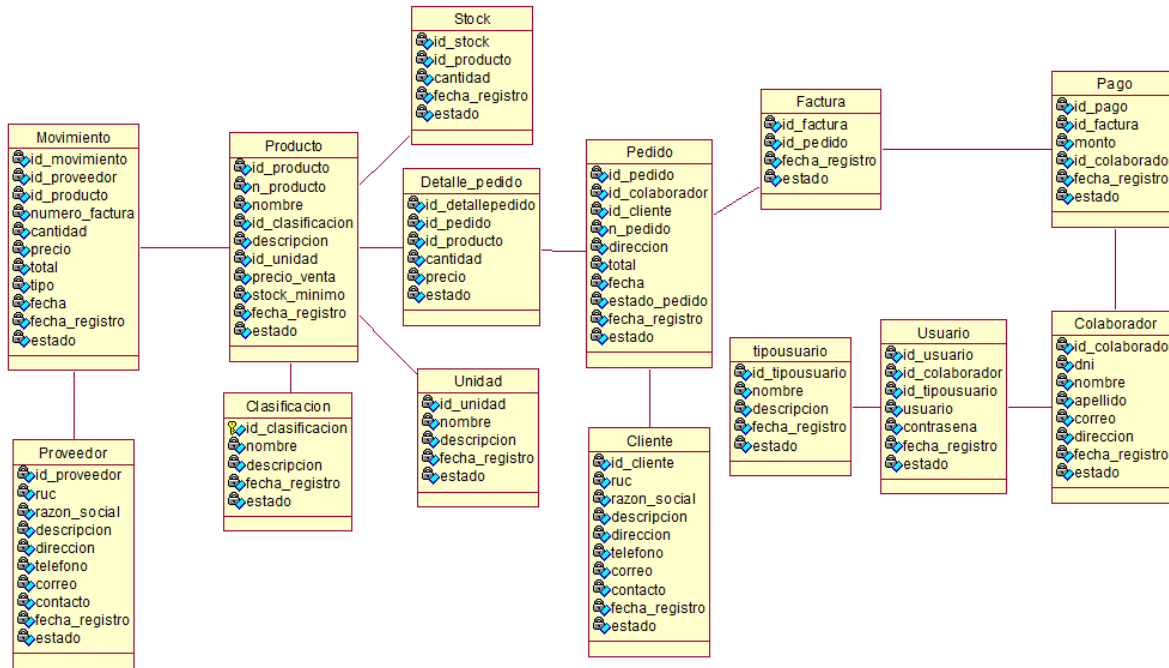 Stock
id_stock
id_producto
cantidad
fecha_registro
estado
Movimiento
id_movimiento
id_proveedor
id_producto
numero_factura
cantidad
precio
total
tipo
fecha
fecha_registro
estado
Producto
id_producto
n_producto
nombre
id_clasificacion
descripcion
id_unidad
precio_venta
stock_minimo
fecha_registro
estado
Detalle_pedido
id_detallepedido
id_pedido
id_producto
cantidad
precio
estado
Pedido
id_pedido
id_colaborador
id_cliente
n_pedido
direccion
total
fecha
estado_pedido
fecha_registro
estado
Factura
id_factura
id_pedido
fecha_registro
estado
Pago
id_pago
id_factura
monto
id_colaborador
fecha_registro
estado
Proveedor
id_proveedor
ruc
razon_social
descripcion
direccion
telefono
correo
contacto
fecha_registro
estado
Clasificacion
id_clasificacion
nombre
descripcion
fecha_registro
estado
Unidad
id_unidad
nombre
descripcion
fecha_registro
estado
Cliente
id_cliente
ruc
razon_social
descripcion
direccion
telefono
correo
contacto
fecha_registro
estado
tipousuario
id_tipousuario
nombre
descripcion
fecha_registro
estado
Usuario
id_usuario
id_colaborador
id_tipousuario
usuario
contrasena
fecha_registro
estado
Colaborador
id_colaborador
dni
nombre
apellido
correo
direccion
fecha_registro
estado